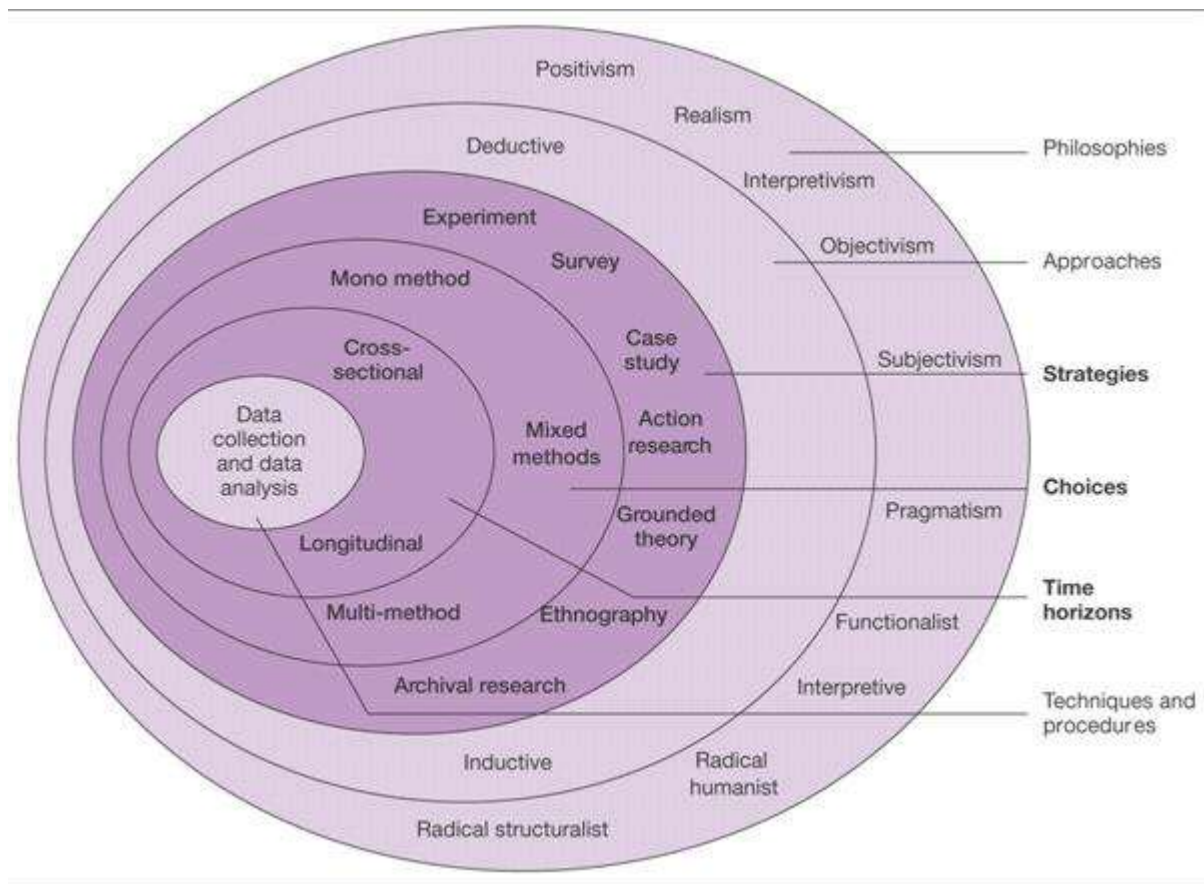 Positivism
Realism
Philosophies
Deductive
Interpretivism
Experiment
Objectivism
Survey
Approaches
Mono method
Case
study
Cross-
sectional
Subjectivism
Strategies
Data
collection
and data
analysis
Mixed
methods
Action
research
Choices
Pragmatism
Grounded
theory
Longitudinal
Time
horizons
Multi-method
Ethnography
Functionalist
Archival research
Interpretive
Techniques and
procedures
Inductive
Radical
humanist
Radical structuralist